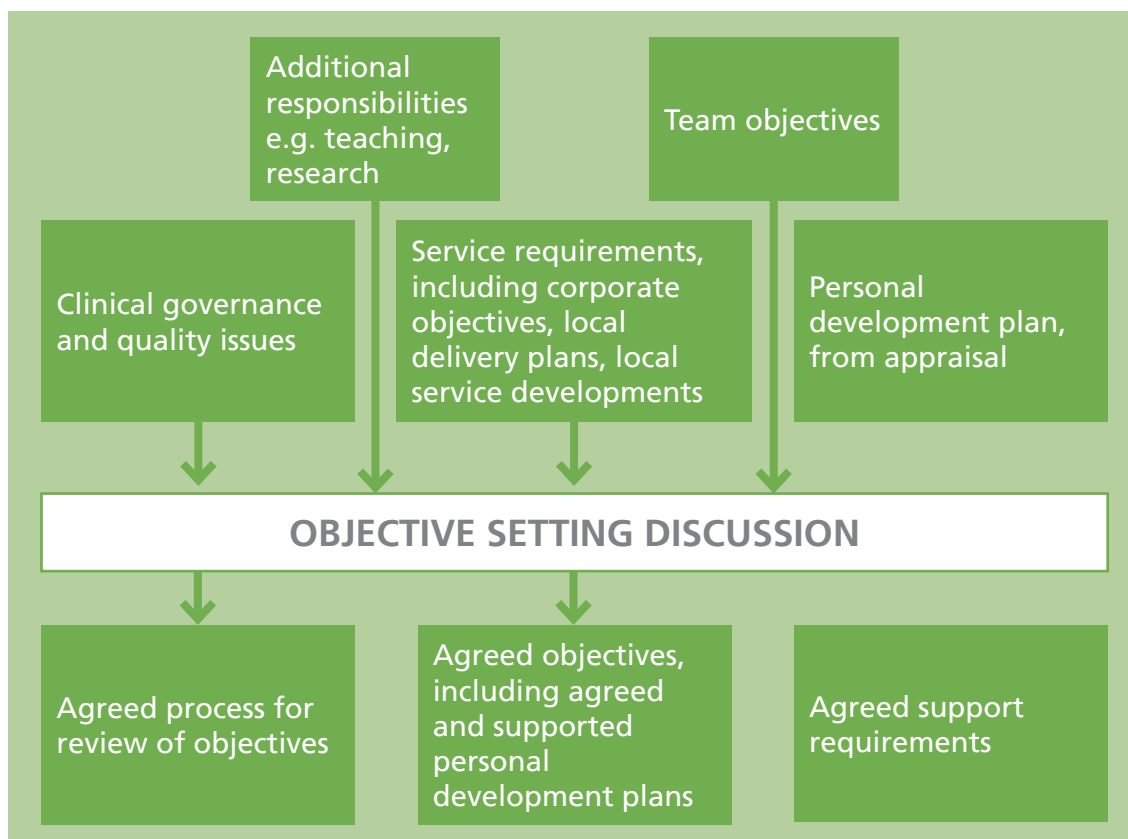 Additional
responsibilities
e.g. teaching,
research
Team objectives
Clinical governance
and quality issues
Service requirements,
including corporate
objectives, local
delivery plans, local
service developments
Personal
development plan,
from appraisal
OBJECTIVE SETTING DISCUSSION
Agreed process for
review of objectives
Agreed objectives,
including agreed
and supported
personal
development plans
Agreed support
requirements